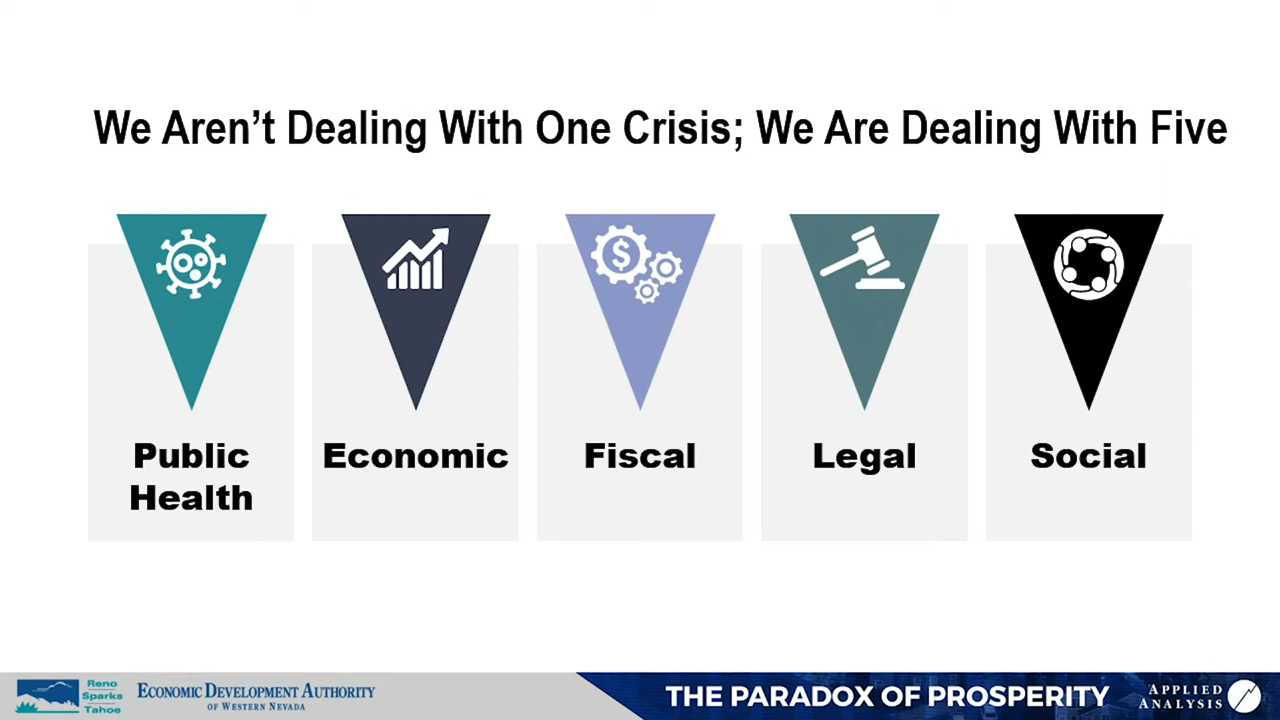 We Aren't Dealing With One Crisis; We Are Dealing With Five
$
Public
Health
Economic
Fiscal
Legal
Social
Reno
Sparks
Tahoe
ECONOMIC DEVELOPMENT AUTHORITY
OF WESTERN NEVADA
THE PARADOX OF PROSPERITY
APPLIED
ANALYSIS